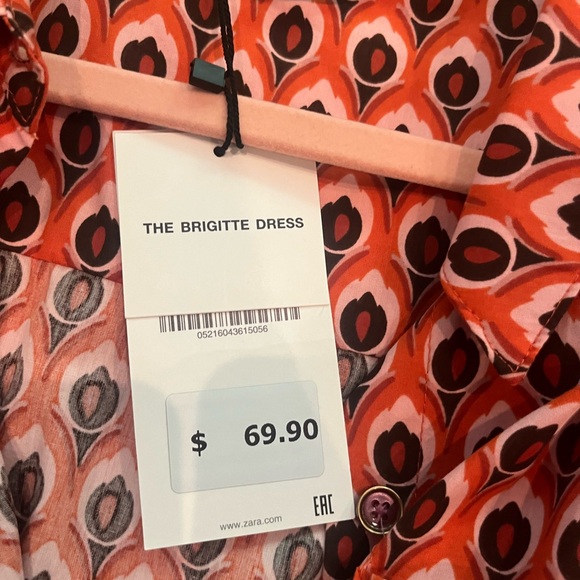 THE BRIGITTE DRESS
05216043615056
$ 69.90
EAC
www.zara.com